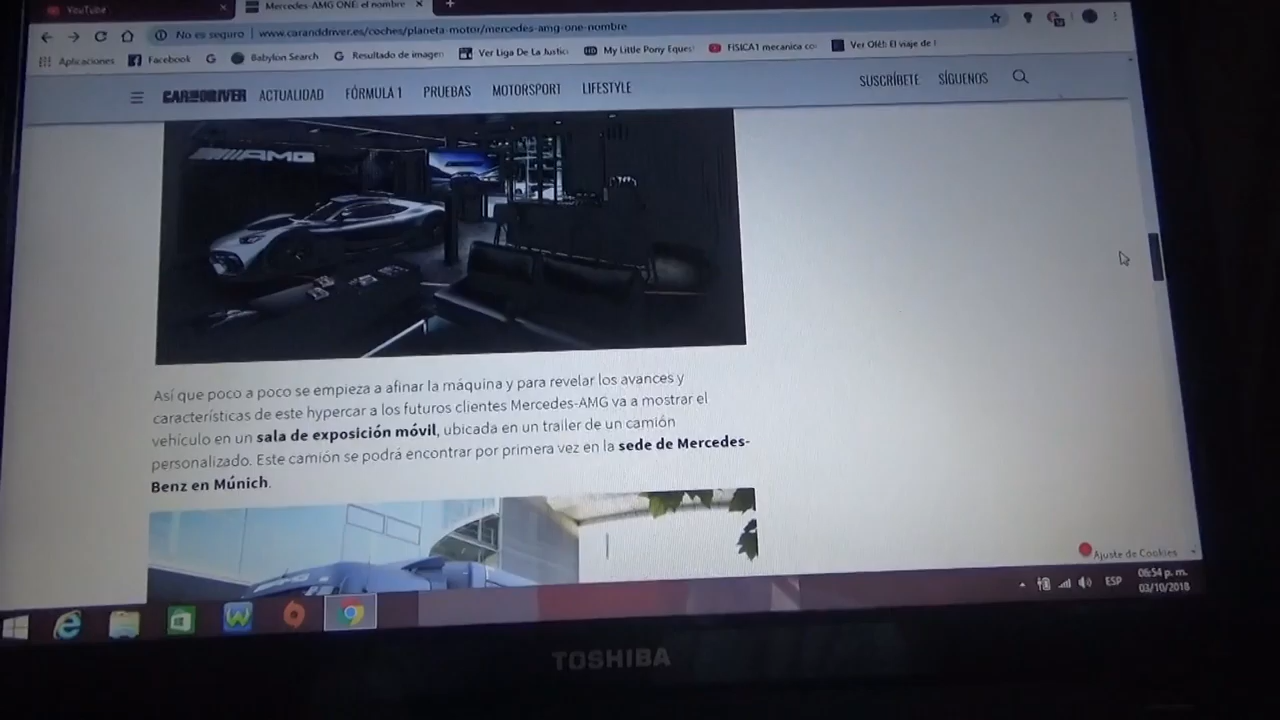 YouTube
Mercedes-AMG ONE: el nombre
No es seguro | www.caranddriver.es/coches/planeta-motor/mercedes-amg-one-nombre
Aplicaciones Facebook Babylon Search Resultado de imagen Ver Liga De La Justici My Little Pony Eques FISICA1 mecanica co Ver Olé!: El viaje de
CAR AND DRIVER ACTUALIDAD FÓRMULA 1 PRUEBAS MOTORSPORT LIFESTYLE SUSCRÍBETE SÍGUENOS
AMG
Así que poco a poco se empieza a afinar la máquina y para revelar los avances y
características de este hypercar a los futuros clientes Mercedes-AMG va a mostrar el
vehículo en un sala de exposición móvil, ubicada en un trailer de un camión
personalizado. Este camión se podrá encontrar por primera vez en la sede de Mercedes-
Benz en Múnich.
Ajuste de Cookies
ESP
06:54 p. m.
03/10/2018
TOSHIBA